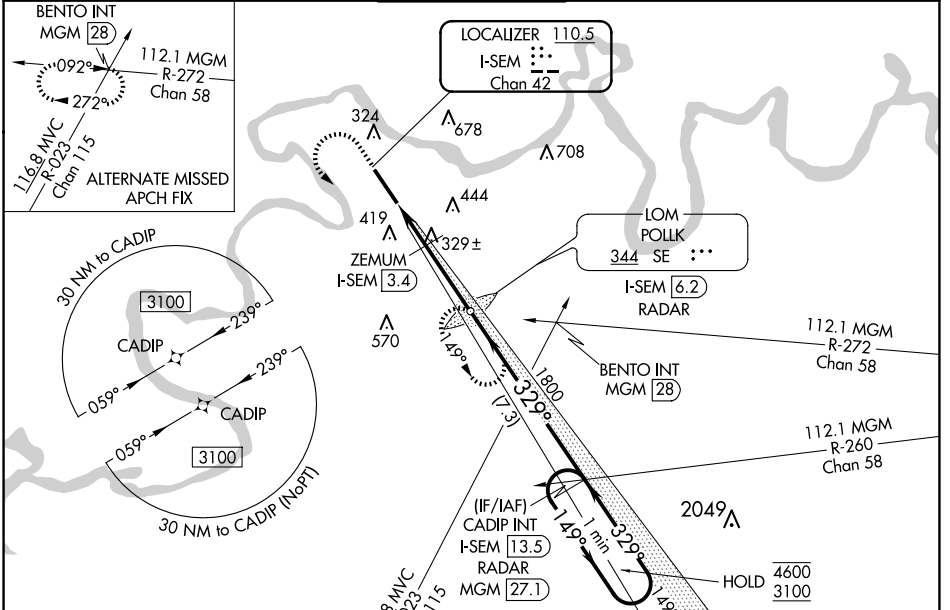 BENTO INT
MGM 28
112.1 MGM
R-272
Chan 58
092°
272°
116.8 MVC
R-023
Chan 115
ALTERNATE MISSED
APCH FIX
LOCALIZER 110.5
I-SEM
Chan 42
324
678
708
444
419
329±
ZEMUM
I-SEM 3.4
LOM
POLLK
344 SE
I-SEM 6.2
RADAR
30 NM to CADIP
3100
239°
CADIP
059°
239°
CADIP
059°
3100
30 NM to CADIP (NoPT)
570
149°
1800
329°
(7.3)
BENTO INT
MGM 28
112.1 MGM
R-272
Chan 58
112.1 MGM
R-260
Chan 58
(IF/IAF)
CADIP INT
I-SEM 13.5
RADAR
MGM 27.1
149°
1 min
329°
2049
HOLD 4600
3100
8 MVC
023
115
149